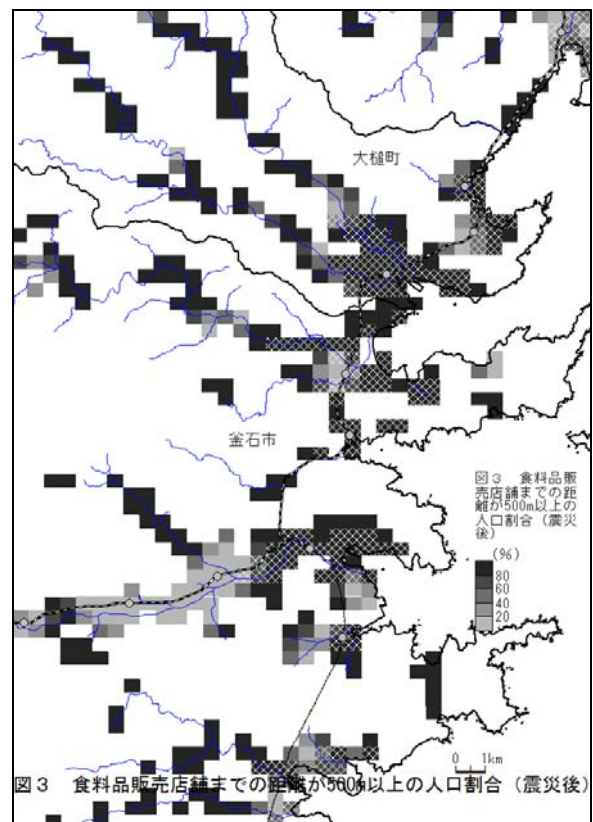 大槌町
釜石市
図３　食料品販
売店舗までの距
離が500m以上の
人口割合（震災
後）
(%)
80
60
40
20
0　1km
図３　食料品販売店舗までの距離が500m以上の人口割合（震災後）